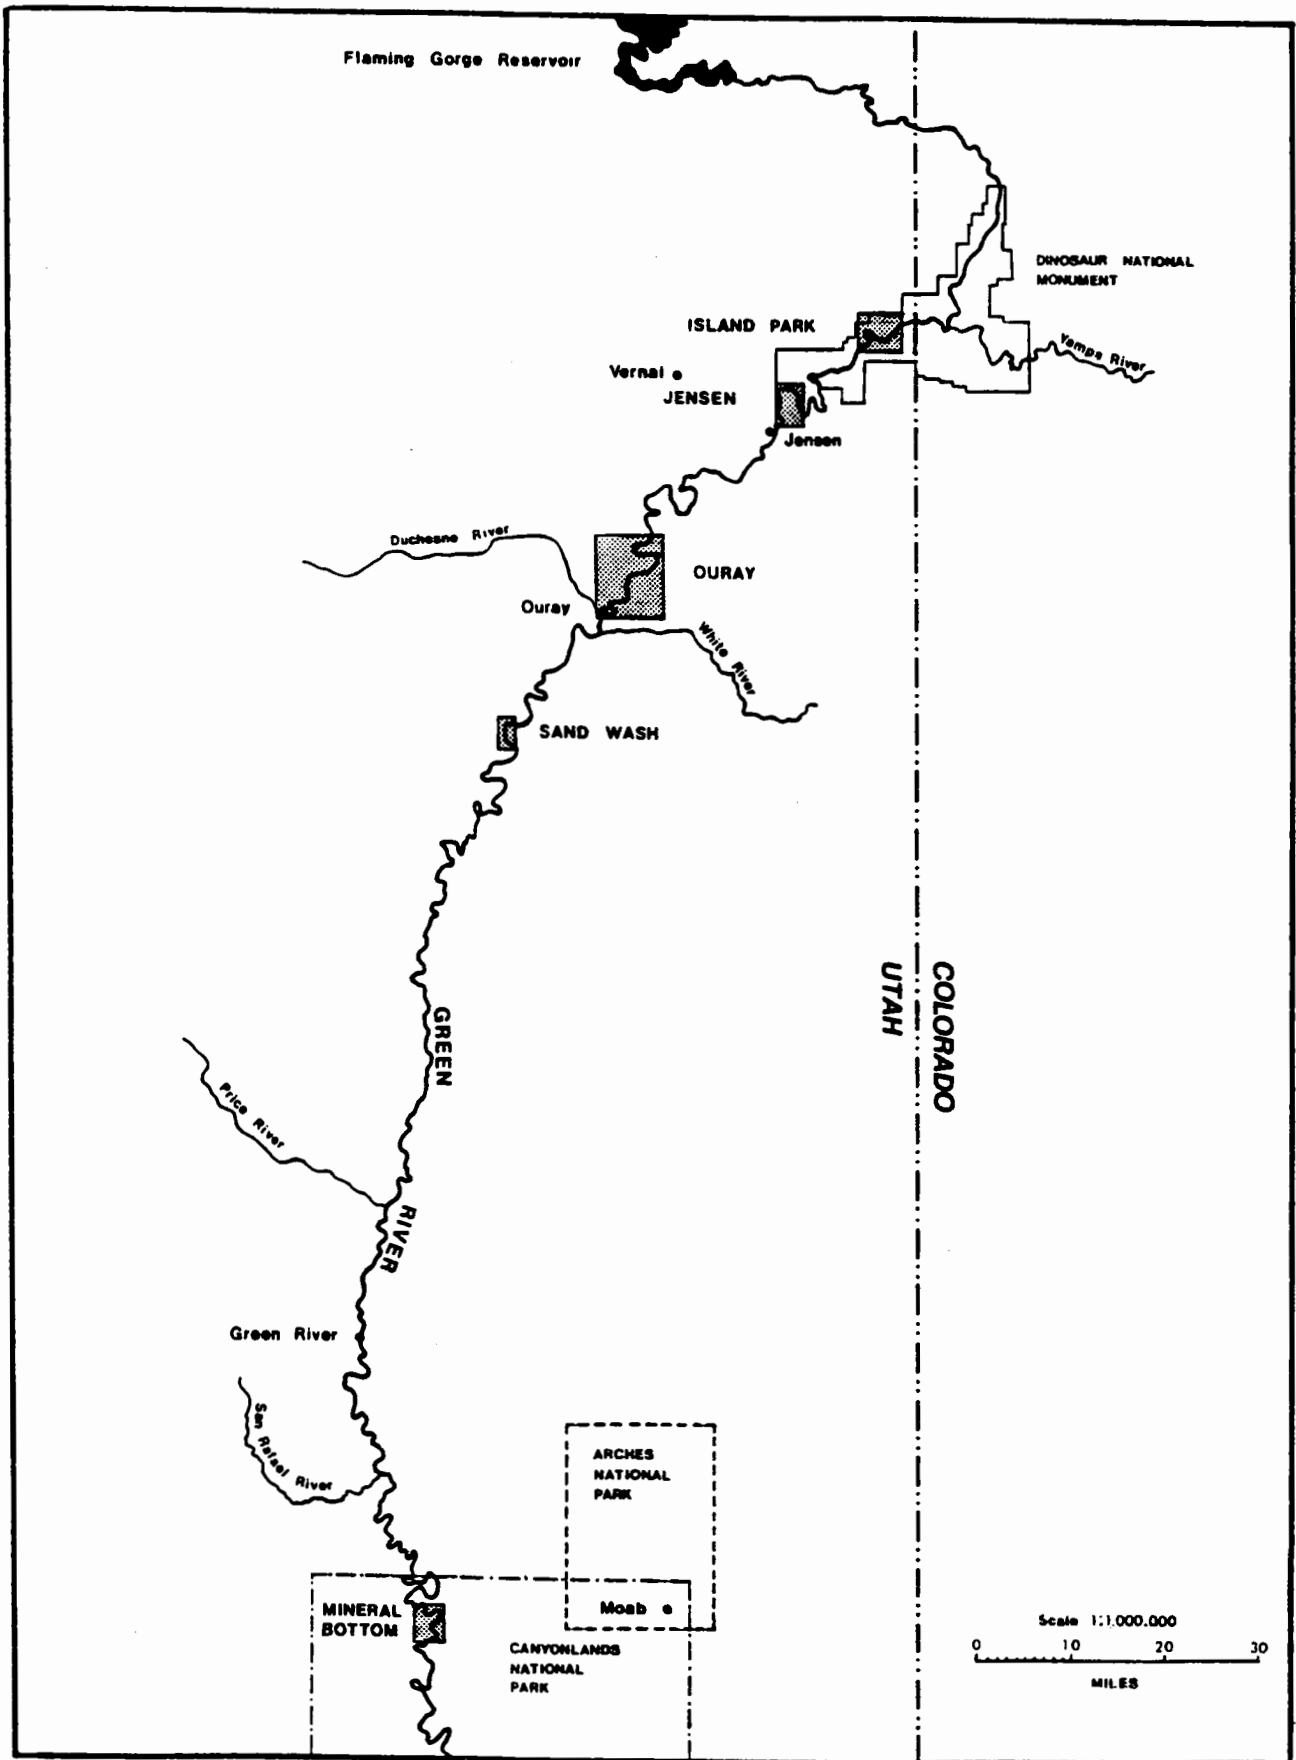 Flaming Gorge Reservoir
DINOSAUR NATIONAL
MONUMENT
ISLAND PARK
Yampa River
Vernal
JENSEN
Jensen
Duchesne River
OURAY
Ouray
White River
SAND WASH
UTAH
COLORADO
GREEN
RIVER
Price River
Green River
San Rafael River
ARCHES
NATIONAL
PARK
Moab
MINERAL
BOTTOM
CANYONLANDS
NATIONAL
PARK
Scale 1:1,000,000
0 10 20 30
MILES